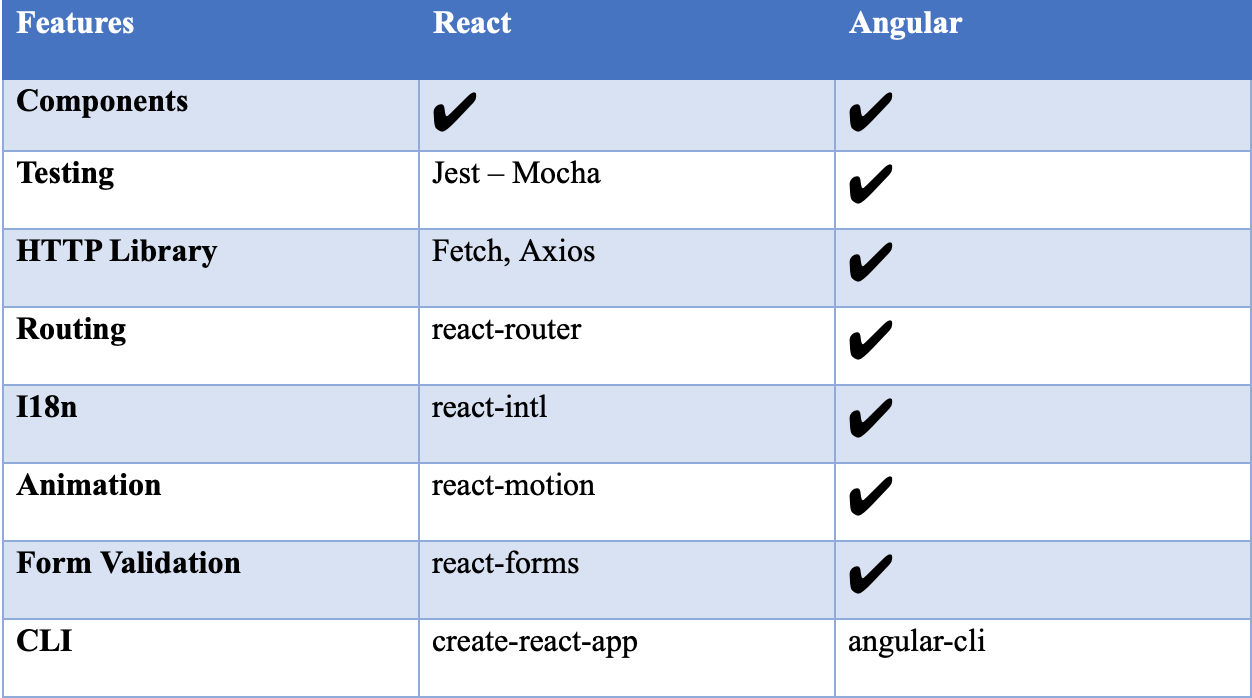 Features React Angular
Components ✔ ✔
Testing Jest – Mocha ✔
HTTP Library Fetch, Axios ✔
Routing react-router ✔
I18n react-intl ✔
Animation react-motion ✔
Form Validation react-forms ✔
CLI create-react-app angular-cli